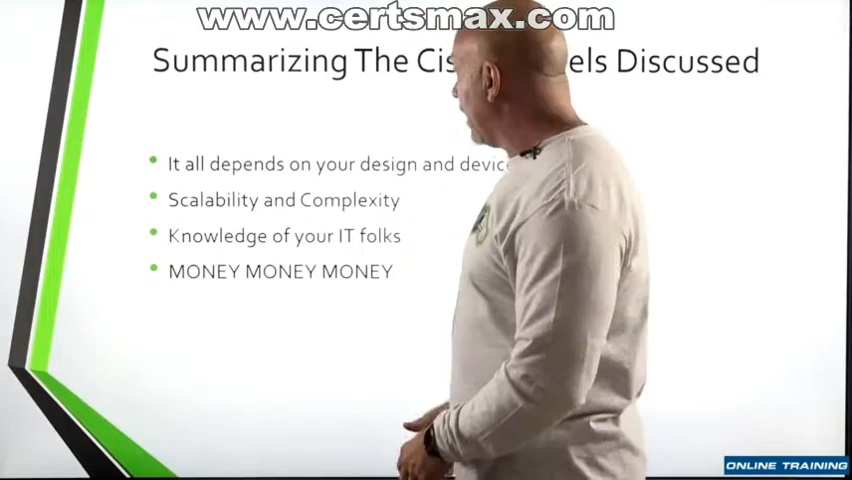 www.certsmax.com
Summarizing The Cis els Discussed
It all depends on your design and device
Scalability and Complexity
Knowledge of your IT folks
MONEY MONEY MONEY
ONLINE TRAINING